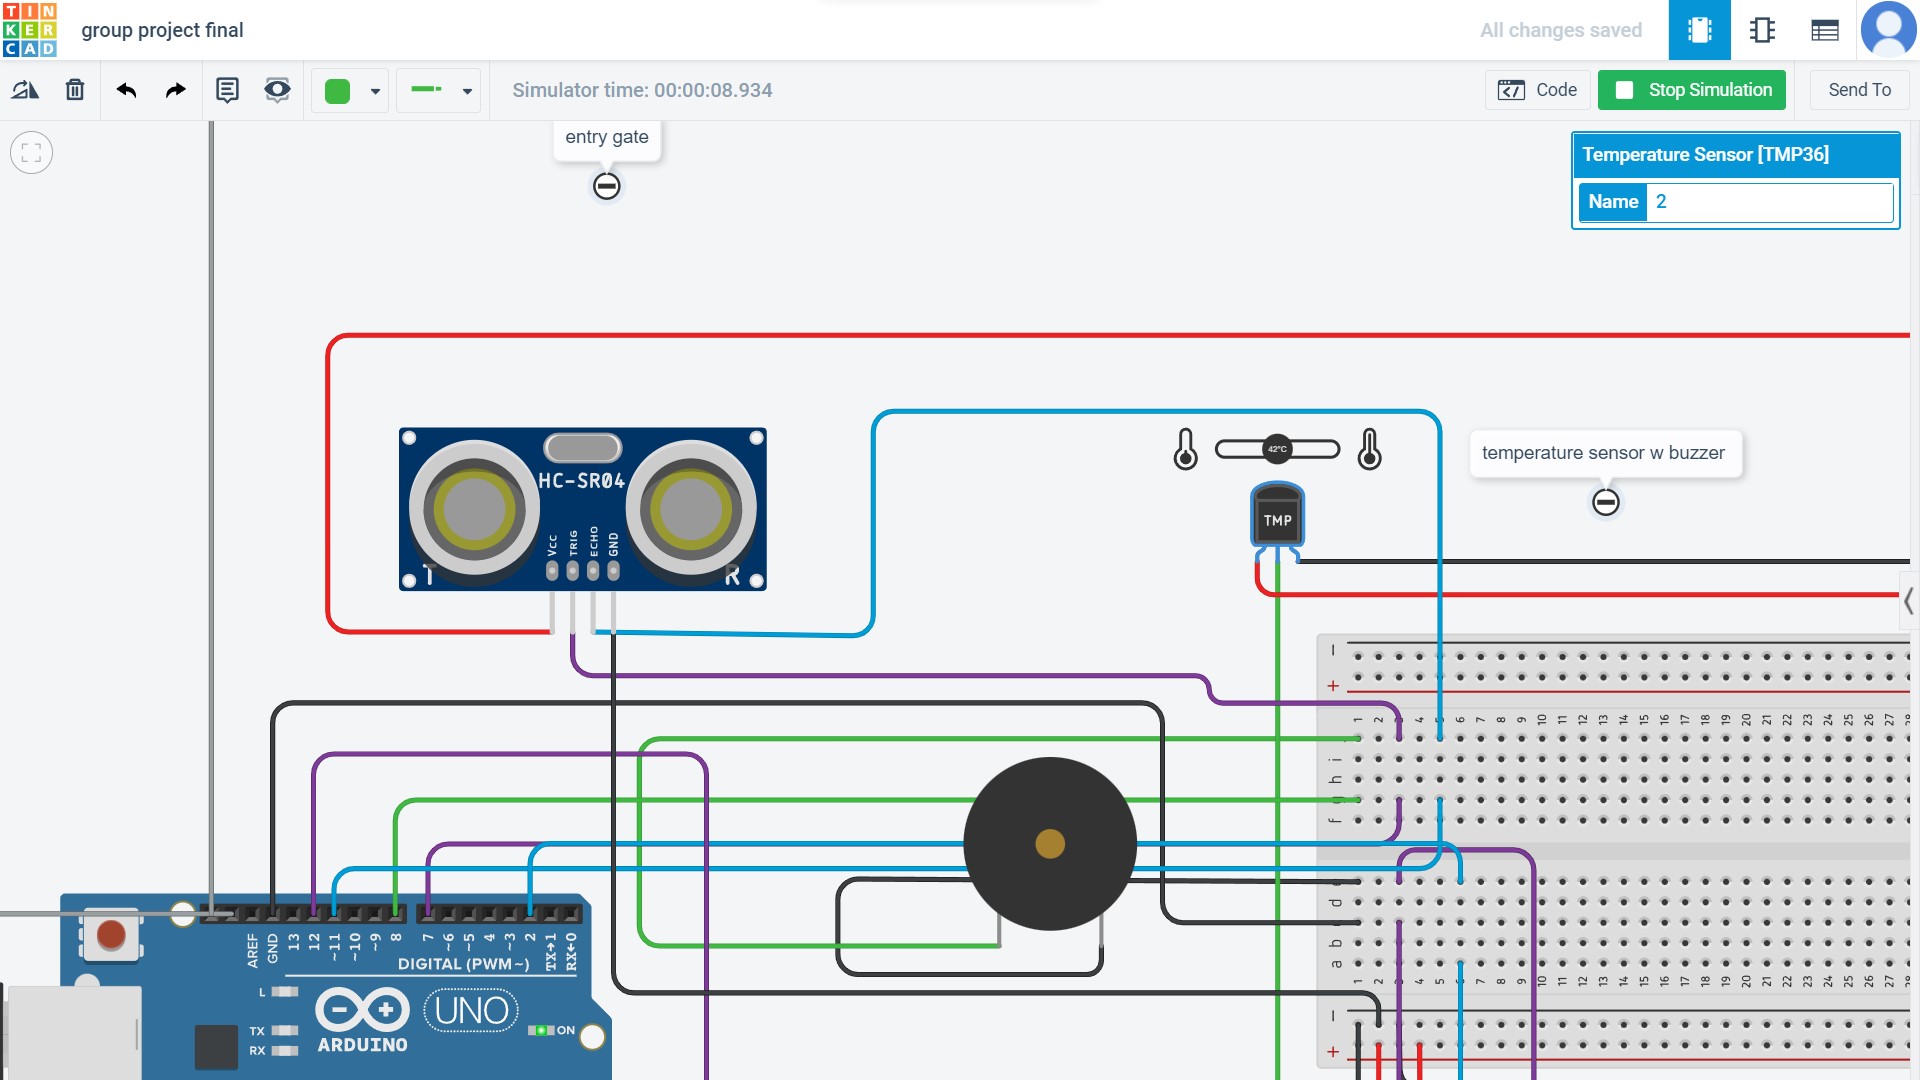 TIN
KER
CAD
group project final
All changes saved
Simulator time: 00:00:08.934
Code
Stop Simulation
Send To
entry gate
Temperature Sensor [TMP36]
Name 2
HC-SR04
VCC TRIG ECHO GND
T R
42°C
TMP
temperature sensor w buzzer
−
+
1 2 4 5 6 7 8 9 10 11 12 13 14 15 16 17 18 19 20 21 22 23 24 25 26 27
i
h
g
f
d
b
a
1 2 4 5 6 7 8 9 10 11 12 13 14 15 16 17 18 19 20 21 22 23 24 25 26 27
−
+
AREF GND 13 12 ~11 ~10 ~9 8 7 ~6 ~5 4 ~3 2 TX→1 RX←0
DIGITAL (PWM~)
L
TX
RX
UNO
ARDUINO
ON